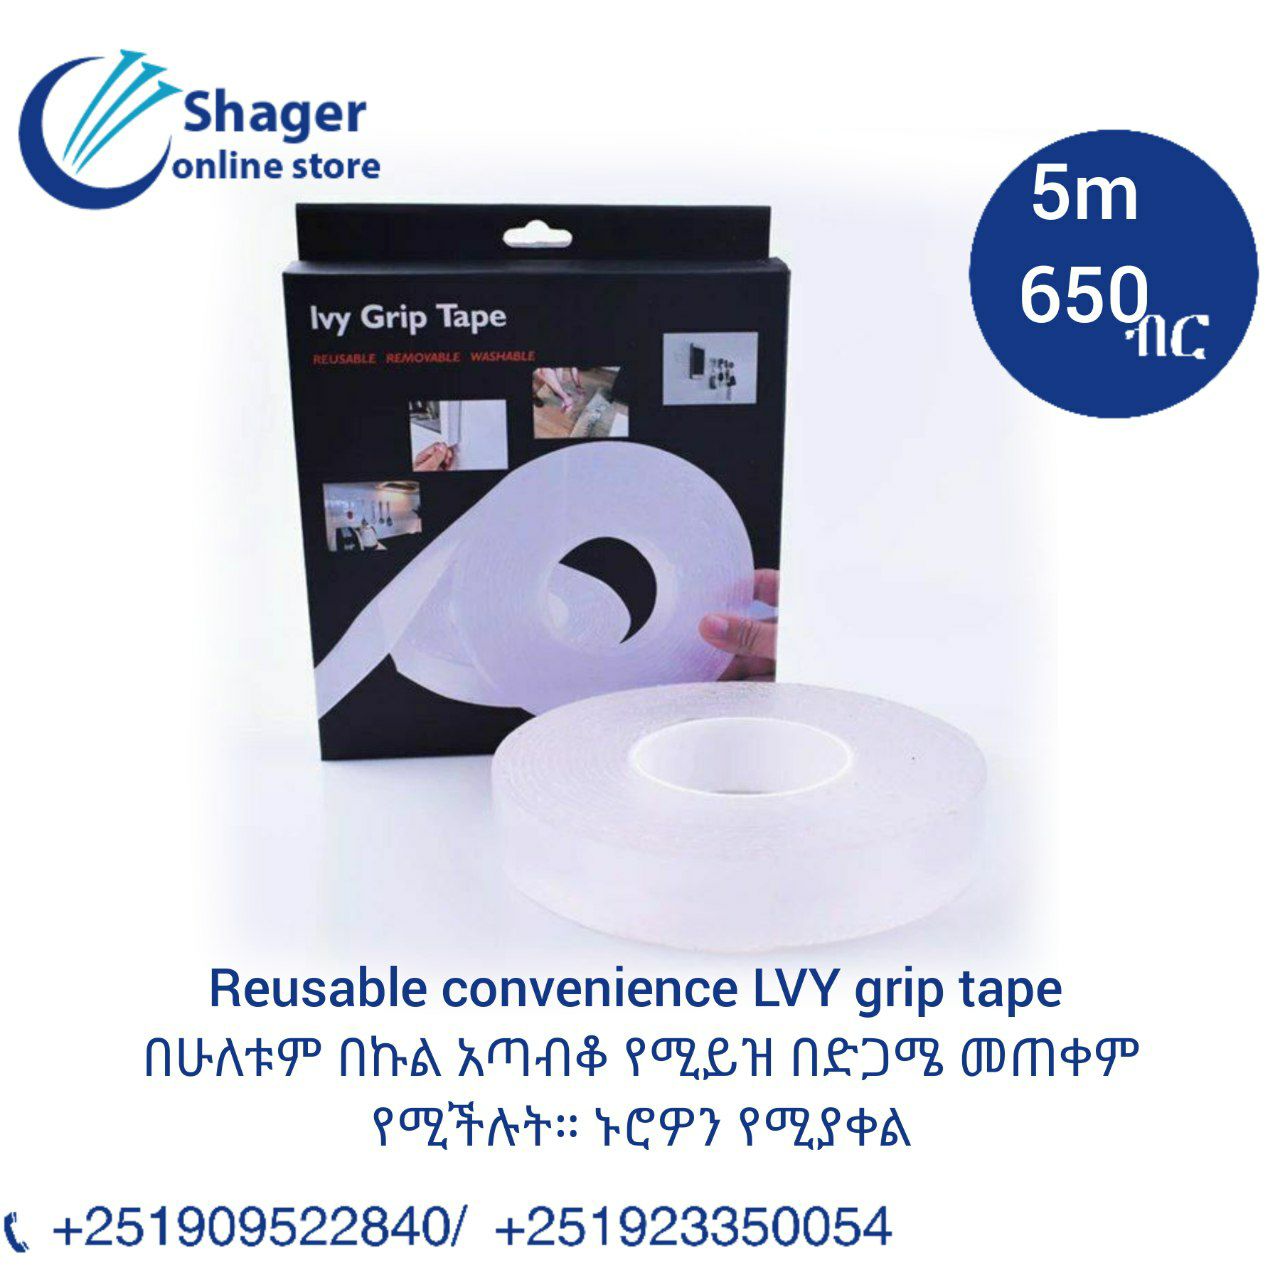 Shager
online store
5m
650
ብር
Ivy Grip Tape
REUSABLE REMOVABLE WASHABLE
Reusable convenience LVY grip tape
በሁለቱም በኩል አጣብቆ የሚይዝ በድጋሜ መጠቀም
የሚችሉት። ኑሮዎን የሚያቀል
+251909522840/ +251923350054